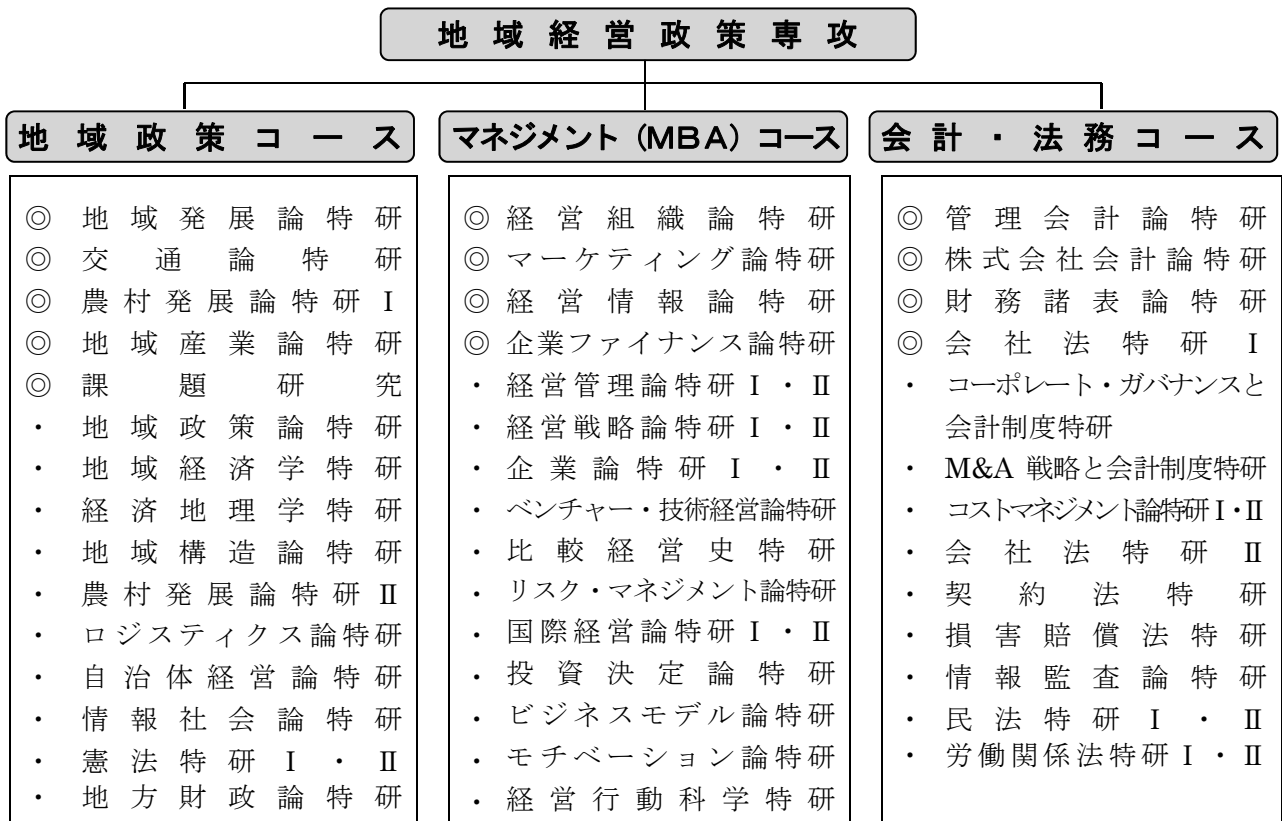 地域経営政策専攻
地域政策コース
◎ 地域発展論特研
◎ 交通論特研
◎ 農村発展論特研Ⅰ
◎ 地域産業論特研
◎ 課題研究
・ 地域政策論特研
・ 地域経済学特研
・ 経済地理学特研
・ 地域構造論特研
・ 農村発展論特研Ⅱ
・ ロジスティクス論特研
・ 自治体経営論特研
・ 情報社会論特研
・ 憲法特研Ⅰ・Ⅱ
・ 地方財政論特研
マネジメント(MBA)コース
◎ 経営組織論特研
◎ マーケティング論特研
◎ 経営情報論特研
◎ 企業ファイナンス論特研
・ 経営管理論特研Ⅰ・Ⅱ
・ 経営戦略論特研Ⅰ・Ⅱ
・ 企業論特研Ⅰ・Ⅱ
・ ベンチャー・技術経営論特研
・ 比較経営史特研
・ リスク・マネジメント論特研
・ 国際経営論特研Ⅰ・Ⅱ
・ 投資決定論特研
・ ビジネスモデル論特研
・ モチベーション論特研
・ 経営行動科学特研
会計・法務コース
◎ 管理会計論特研
◎ 株式会社会計論特研
◎ 財務諸表論特研
◎ 会社法特研Ⅰ
・ コーポレート・ガバナンスと
会計制度特研
・ M&A 戦略と会計制度特研
・ コストマネジメント論特研Ⅰ・Ⅱ
・ 会社法特研Ⅱ
・ 契約法特研
・ 損害賠償法特研
・ 情報監査論特研
・ 民法特研Ⅰ・Ⅱ
・ 労働関係法特研Ⅰ・Ⅱ